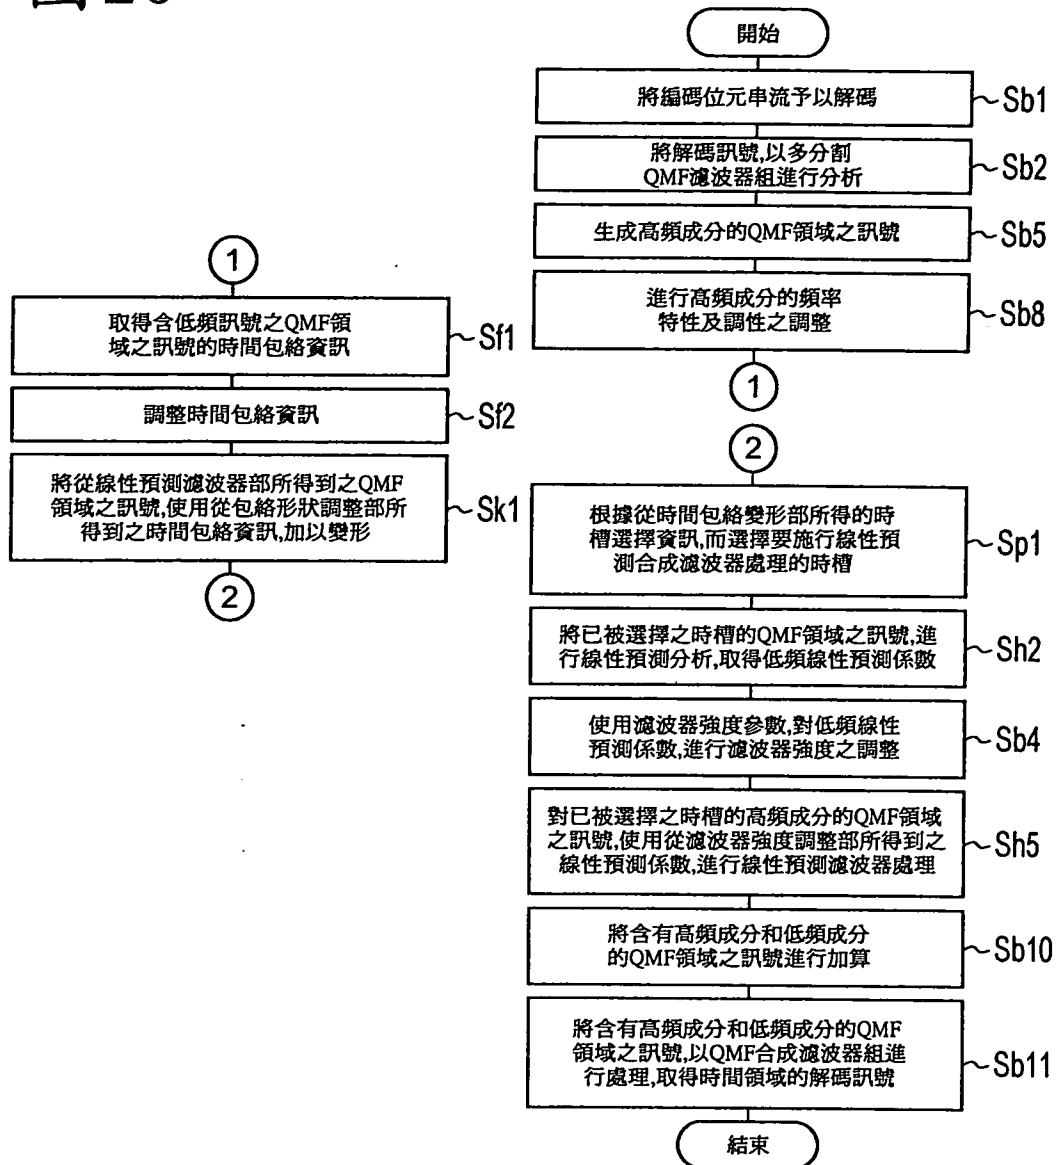 開始
將編碼位元串流予以解碼
Sb1
將解碼訊號,以多分割
QMF濾波器組進行分析
Sb2
生成高頻成分的QMF領域之訊號
Sb5
進行高頻成分的頻率
特性及調性之調整
Sb8
1
1
取得含低頻訊號之QMF領
域之訊號的時間包絡資訊
Sf1
調整時間包絡資訊
Sf2
將從線性預測濾波器部所得到之QMF
領域之訊號,使用從包絡形狀調整部所
得到之時間包絡資訊,加以變形
Sk1
2
2
根據從時間包絡變形部所得的時
槽選擇資訊,而選擇要施行線性預
測合成濾波器處理的時槽
Sp1
將已被選擇之時槽的QMF領域之訊號,進
行線性預測分析,取得低頻線性預測係數
Sh2
使用濾波器強度參數,對低頻線性
預測係數,進行濾波器強度之調整
Sb4
對已被選擇之時槽的高頻成分的QMF領域
之訊號,使用從濾波器強度調整部所得到之
線性預測係數,進行線性預測濾波器處理
Sh5
將含有高頻成分和低頻成分
的QMF領域之訊號進行加算
Sb10
將含有高頻成分和低頻成分的QMF
領域之訊號,以QMF合成濾波器組進
行處理,取得時間領域的解碼訊號
Sb11
結束